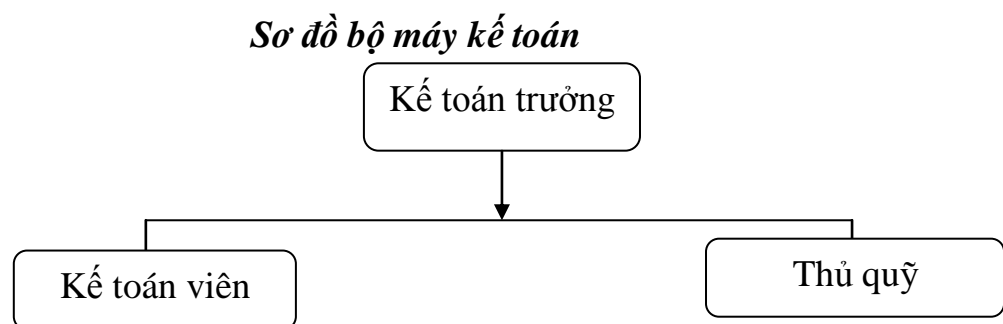 Sơ đồ bộ máy kế toán
Kế toán trưởng
Kế toán viên
Thủ quỹ